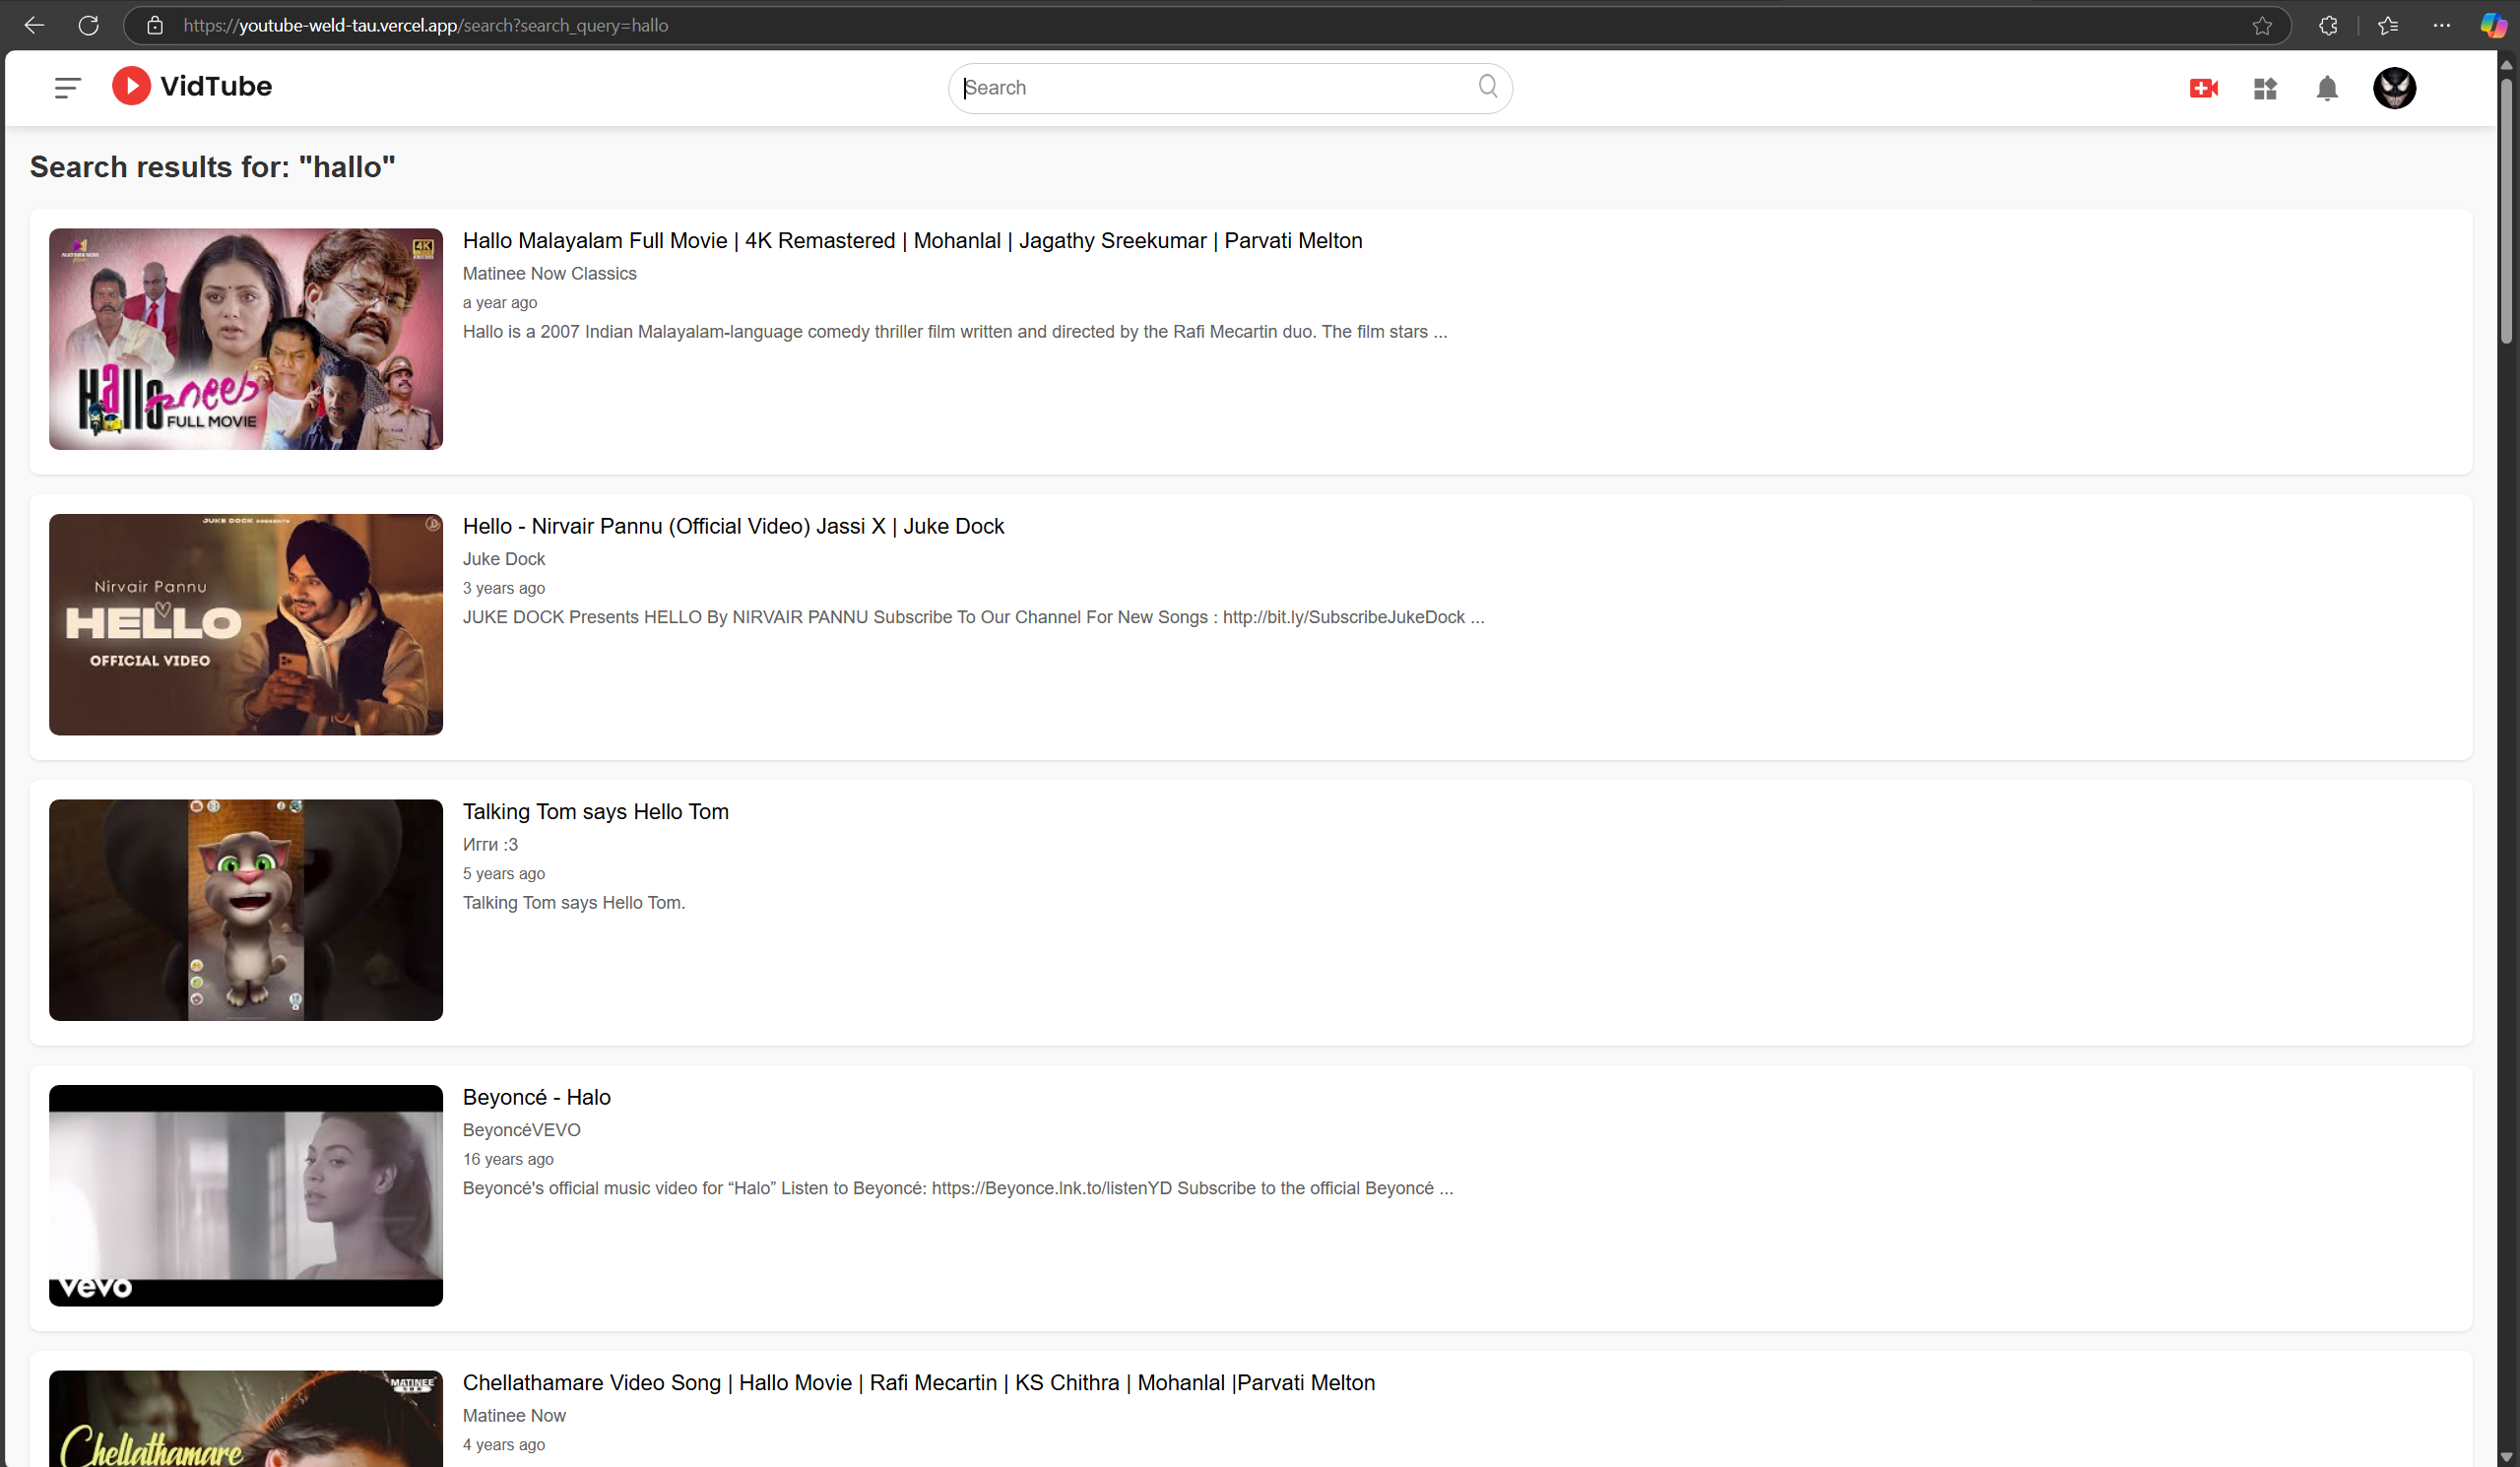 https://youtube-weld-tau.vercel.app/search?search_query=hallo
VidTube
Search
Search results for: "hallo"
MATINEE NOW
4K
Hallo ഹലോ
FULL MOVIE
Hallo Malayalam Full Movie | 4K Remastered | Mohanlal | Jagathy Sreekumar | Parvati Melton
Matinee Now Classics
a year ago
Hallo is a 2007 Indian Malayalam-language comedy thriller film written and directed by the Rafi Mecartin duo. The film stars ...
JUKE DOCK PRESENTS
Nirvair Pannu
HELLO
OFFICIAL VIDEO
Hello - Nirvair Pannu (Official Video) Jassi X | Juke Dock
Juke Dock
3 years ago
JUKE DOCK Presents HELLO By NIRVAIR PANNU Subscribe To Our Channel For New Songs : http://bit.ly/SubscribeJukeDock ...
Talking Tom says Hello Tom
Игги :3
5 years ago
Talking Tom says Hello Tom.
vevo
Beyoncé - Halo
BeyoncéVEVO
16 years ago
Beyoncé's official music video for “Halo” Listen to Beyoncé: https://Beyonce.lnk.to/listenYD Subscribe to the official Beyoncé ...
MATINEE
Chellathamare
Chellathamare Video Song | Hallo Movie | Rafi Mecartin | KS Chithra | Mohanlal |Parvati Melton
Matinee Now
4 years ago